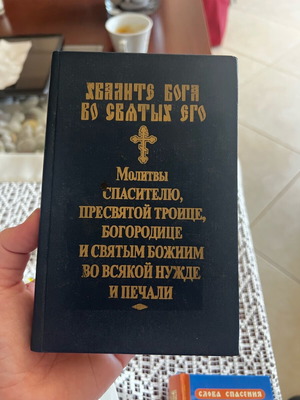 ХВАЛИТЕ БОГА
ВО СВЯТЫХ ЕГО
МОЛИТВЫ
СПАСИТЕЛЮ,
ПРЕСВЯТОЙ ТРОИЦЕ,
БОГОРОДИЦЕ
И СВЯТЫМ БОЖИИМ
ВО ВСЯКОЙ НУЖДЕ
И ПЕЧАЛИ
СЛОВА СПАСЕНИЯ